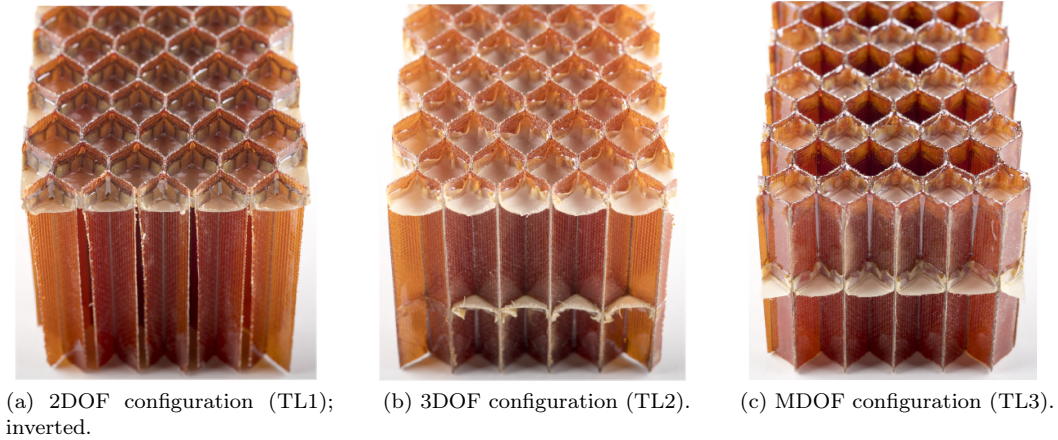 (a) 2DOF configuration (TL1);
inverted.
(b) 3DOF configuration (TL2).
(c) MDOF configuration (TL3).